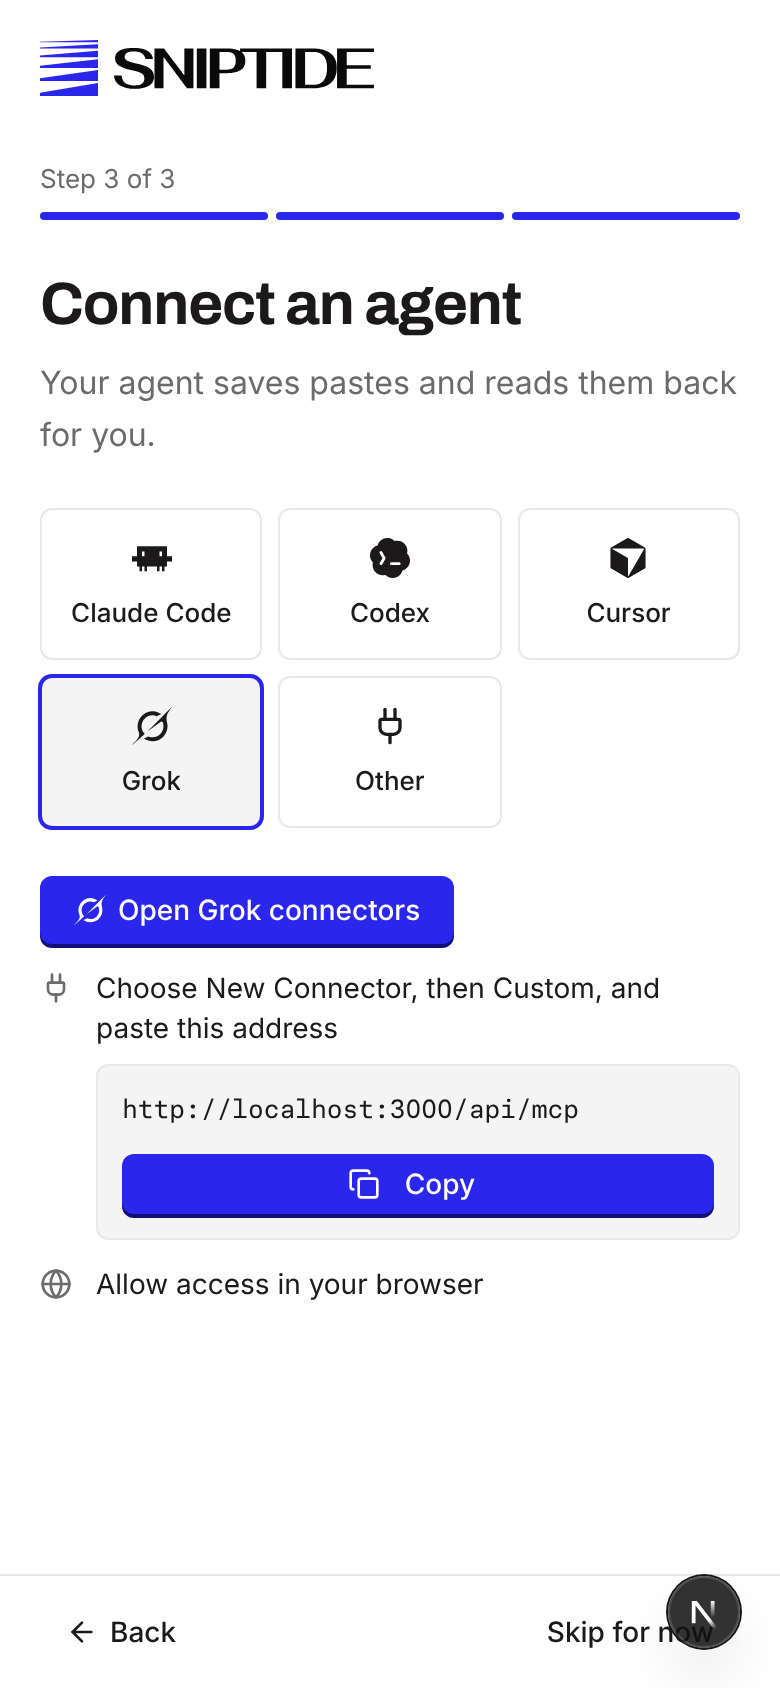 SNIPTIDE
Step 3 of 3
Connect an agent
Your agent saves pastes and reads them back
for you.
Claude Code
Codex
Cursor
Grok
Other
Open Grok connectors
Choose New Connector, then Custom, and
paste this address
http://localhost:3000/api/mcp
Copy
Allow access in your browser
Back
Skip for now
N